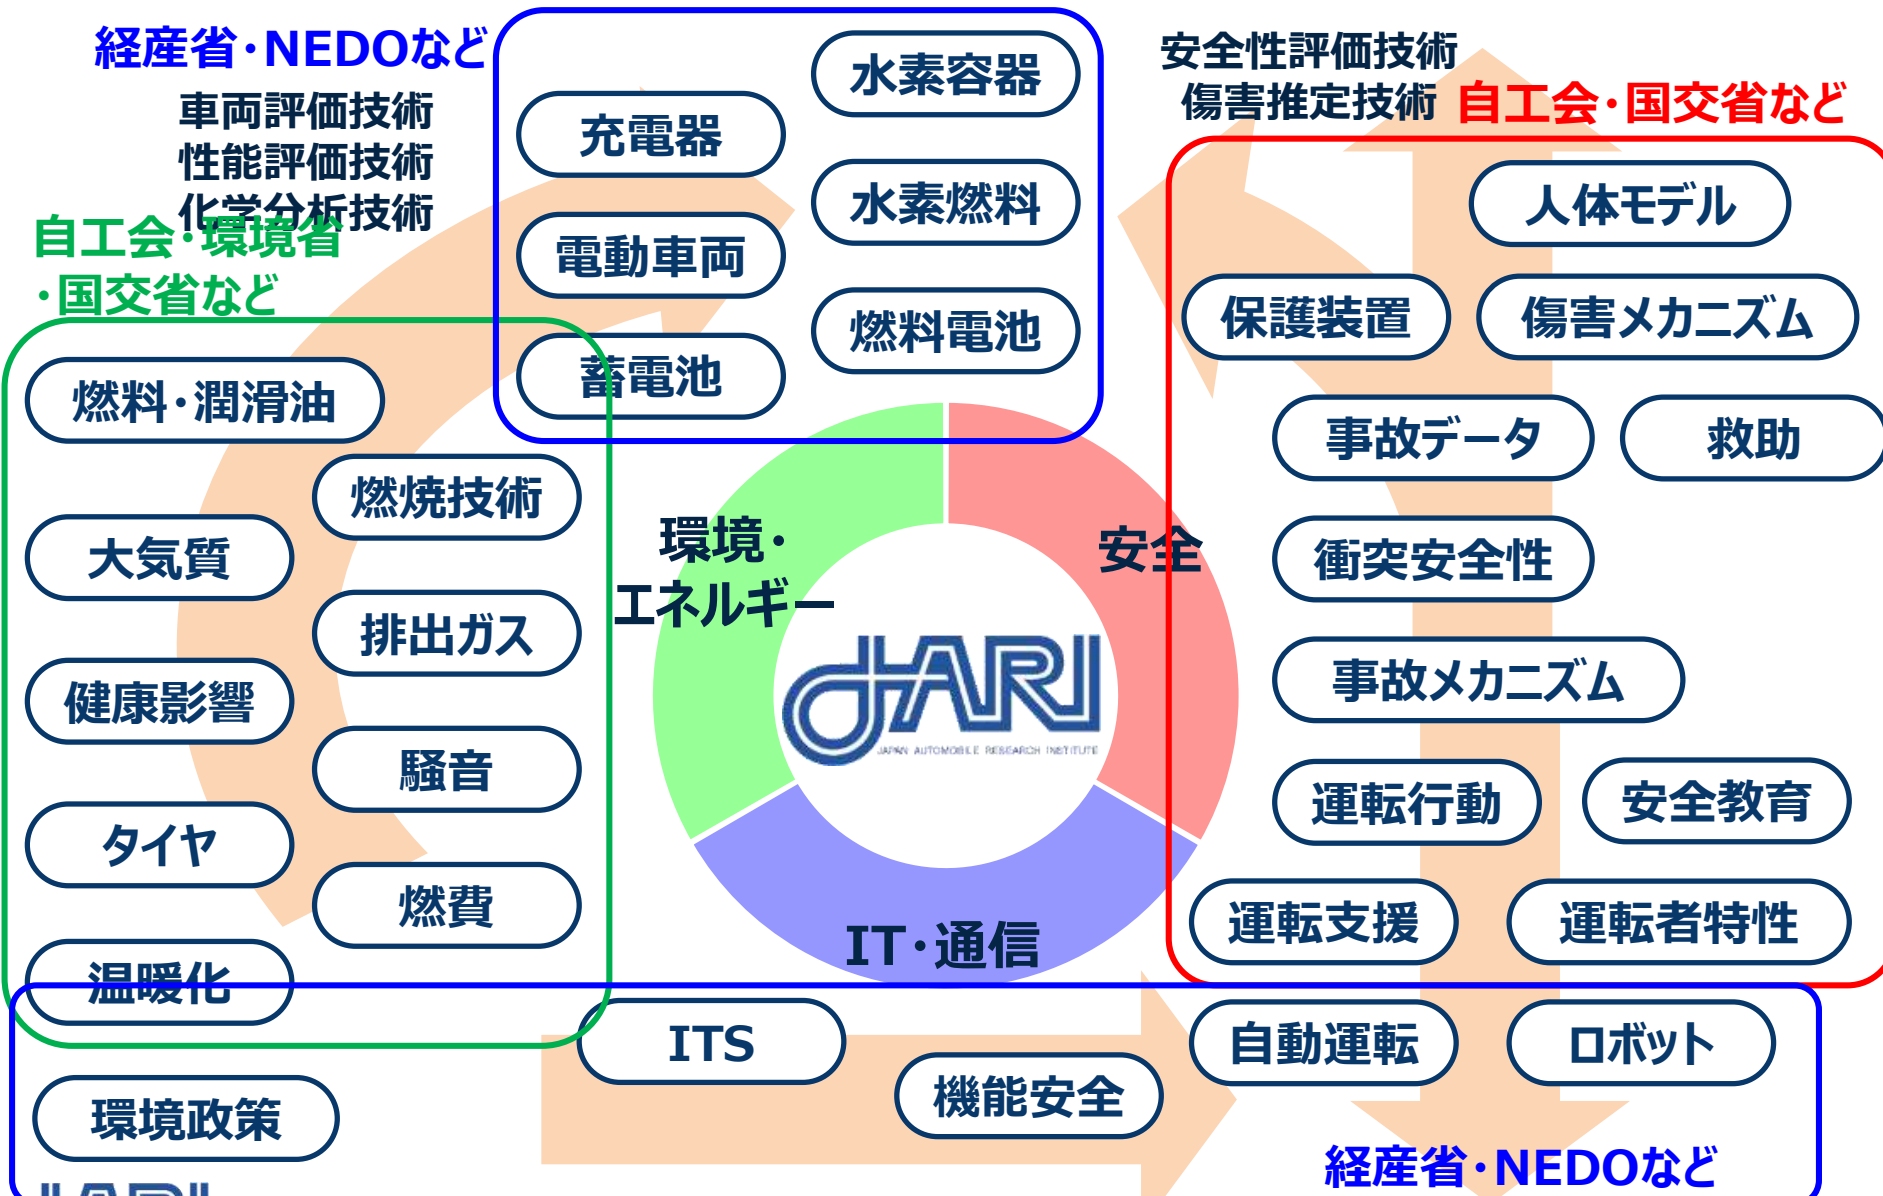 経産省・NEDOなど
車両評価技術
性能評価技術
化学分析技術
自工会・環境省
・国交省など
水素容器
充電器
水素燃料
電動車両
燃料電池
蓄電池
安全性評価技術
傷害推定技術
自工会・国交省など
人体モデル
保護装置
傷害メカニズム
事故データ
救助
衝突安全性
事故メカニズム
運転行動
安全教育
運転支援
運転者特性
燃料・潤滑油
燃焼技術
大気質
排出ガス
健康影響
騒音
タイヤ
燃費
温暖化
環境・
エネルギー
安全
IT・通信
JARI
JAPAN AUTOMOBILE RESEARCH INSTITUTE
ITS
機能安全
自動運転
ロボット
環境政策
経産省・NEDOなど